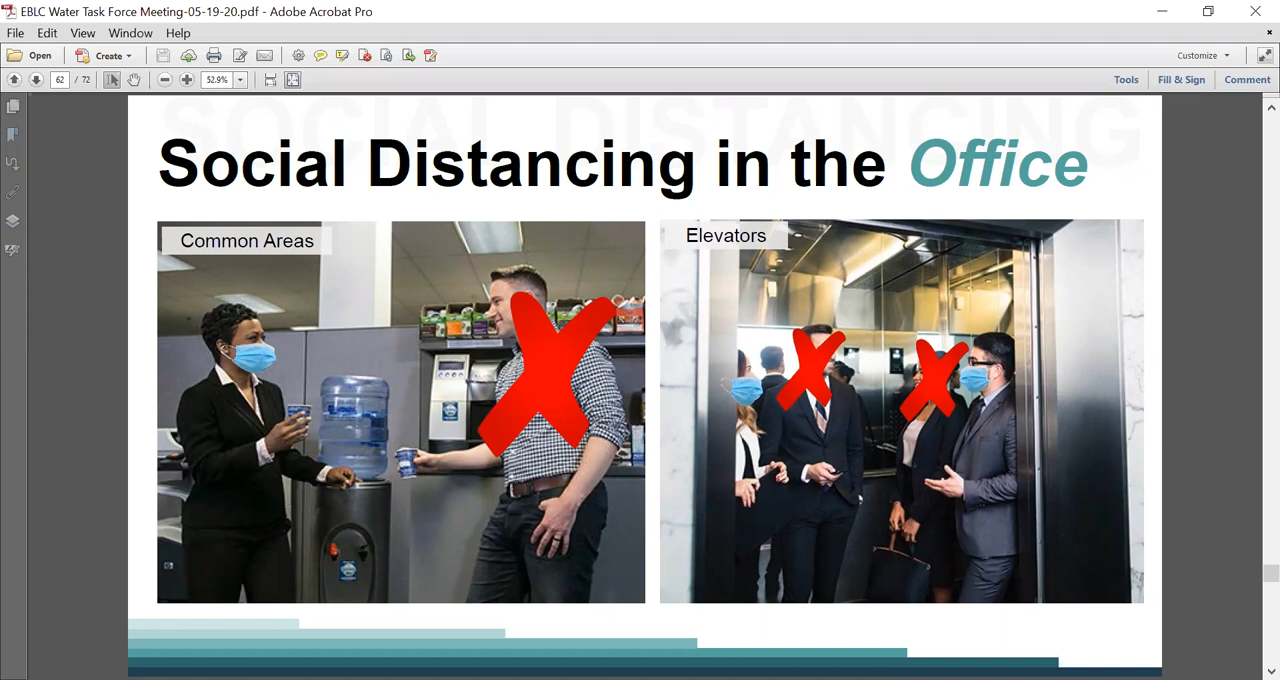 EBLC Water Task Force Meeting-05-19-20.pdf - Adobe Acrobat Pro
File Edit View Window Help
Open Create Customize
62 / 72 52.9% Tools Fill & Sign Comment
SOCIAL DISTANCING
Social Distancing in the Office
Common Areas
Elevators